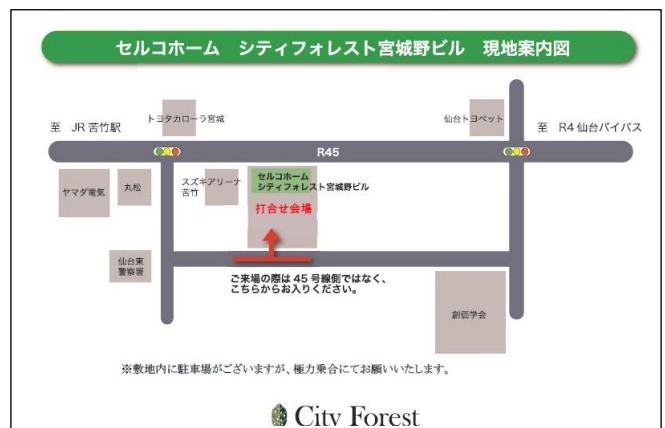 セルコホーム　シティフォレスト宮城野ビル　現地案内図
トヨタカローラ宮城
仙台トヨペット
至　JR 苦竹駅
至　R4 仙台バイパス
R45
ヤマダ電気
丸松
スズキアリーナ
苦竹
セルコホーム
シティフォレスト宮城野ビル
打合せ会場
仙台東
警察署
ご来場の際は 45 号線側ではなく、
こちらからお入りください。
創価学会
※敷地内に駐車場がございますが、極力乗合にてお願いいたします。
City Forest